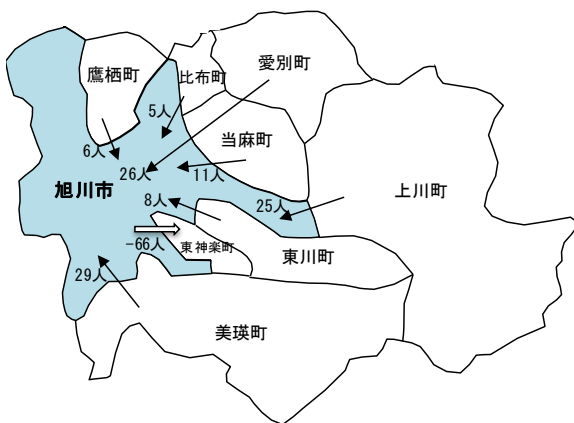 愛別町
鷹栖町
比布町
5人
当麻町
6人
26人
11人
上川町
旭川市
8人
25人
-66人
東神楽町
東川町
29人
美瑛町